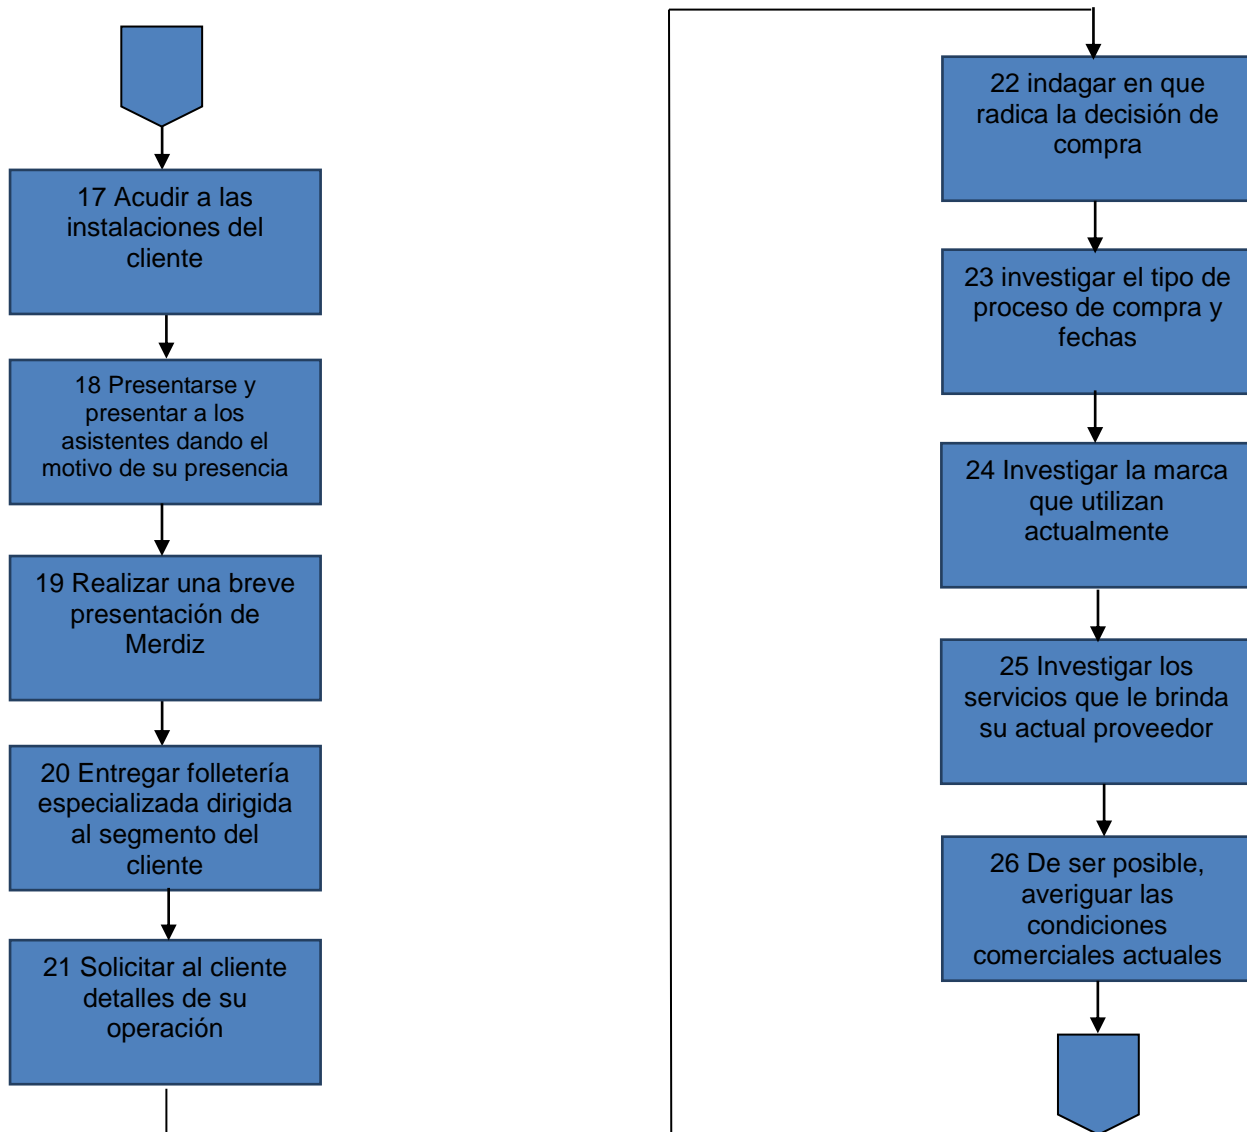 17 Acudir a las
instalaciones del
cliente
18 Presentarse y
presentar a los
asistentes dando el
motivo de su presencia
19 Realizar una breve
presentación de
Merdiz
20 Entregar folletería
especializada dirigida
al segmento del
cliente
21 Solicitar al cliente
detalles de su
operación
22 indagar en que
radica la decisión de
compra
23 investigar el tipo de
proceso de compra y
fechas
24 Investigar la marca
que utilizan
actualmente
25 Investigar los
servicios que le brinda
su actual proveedor
26 De ser posible,
averiguar las
condiciones
comerciales actuales